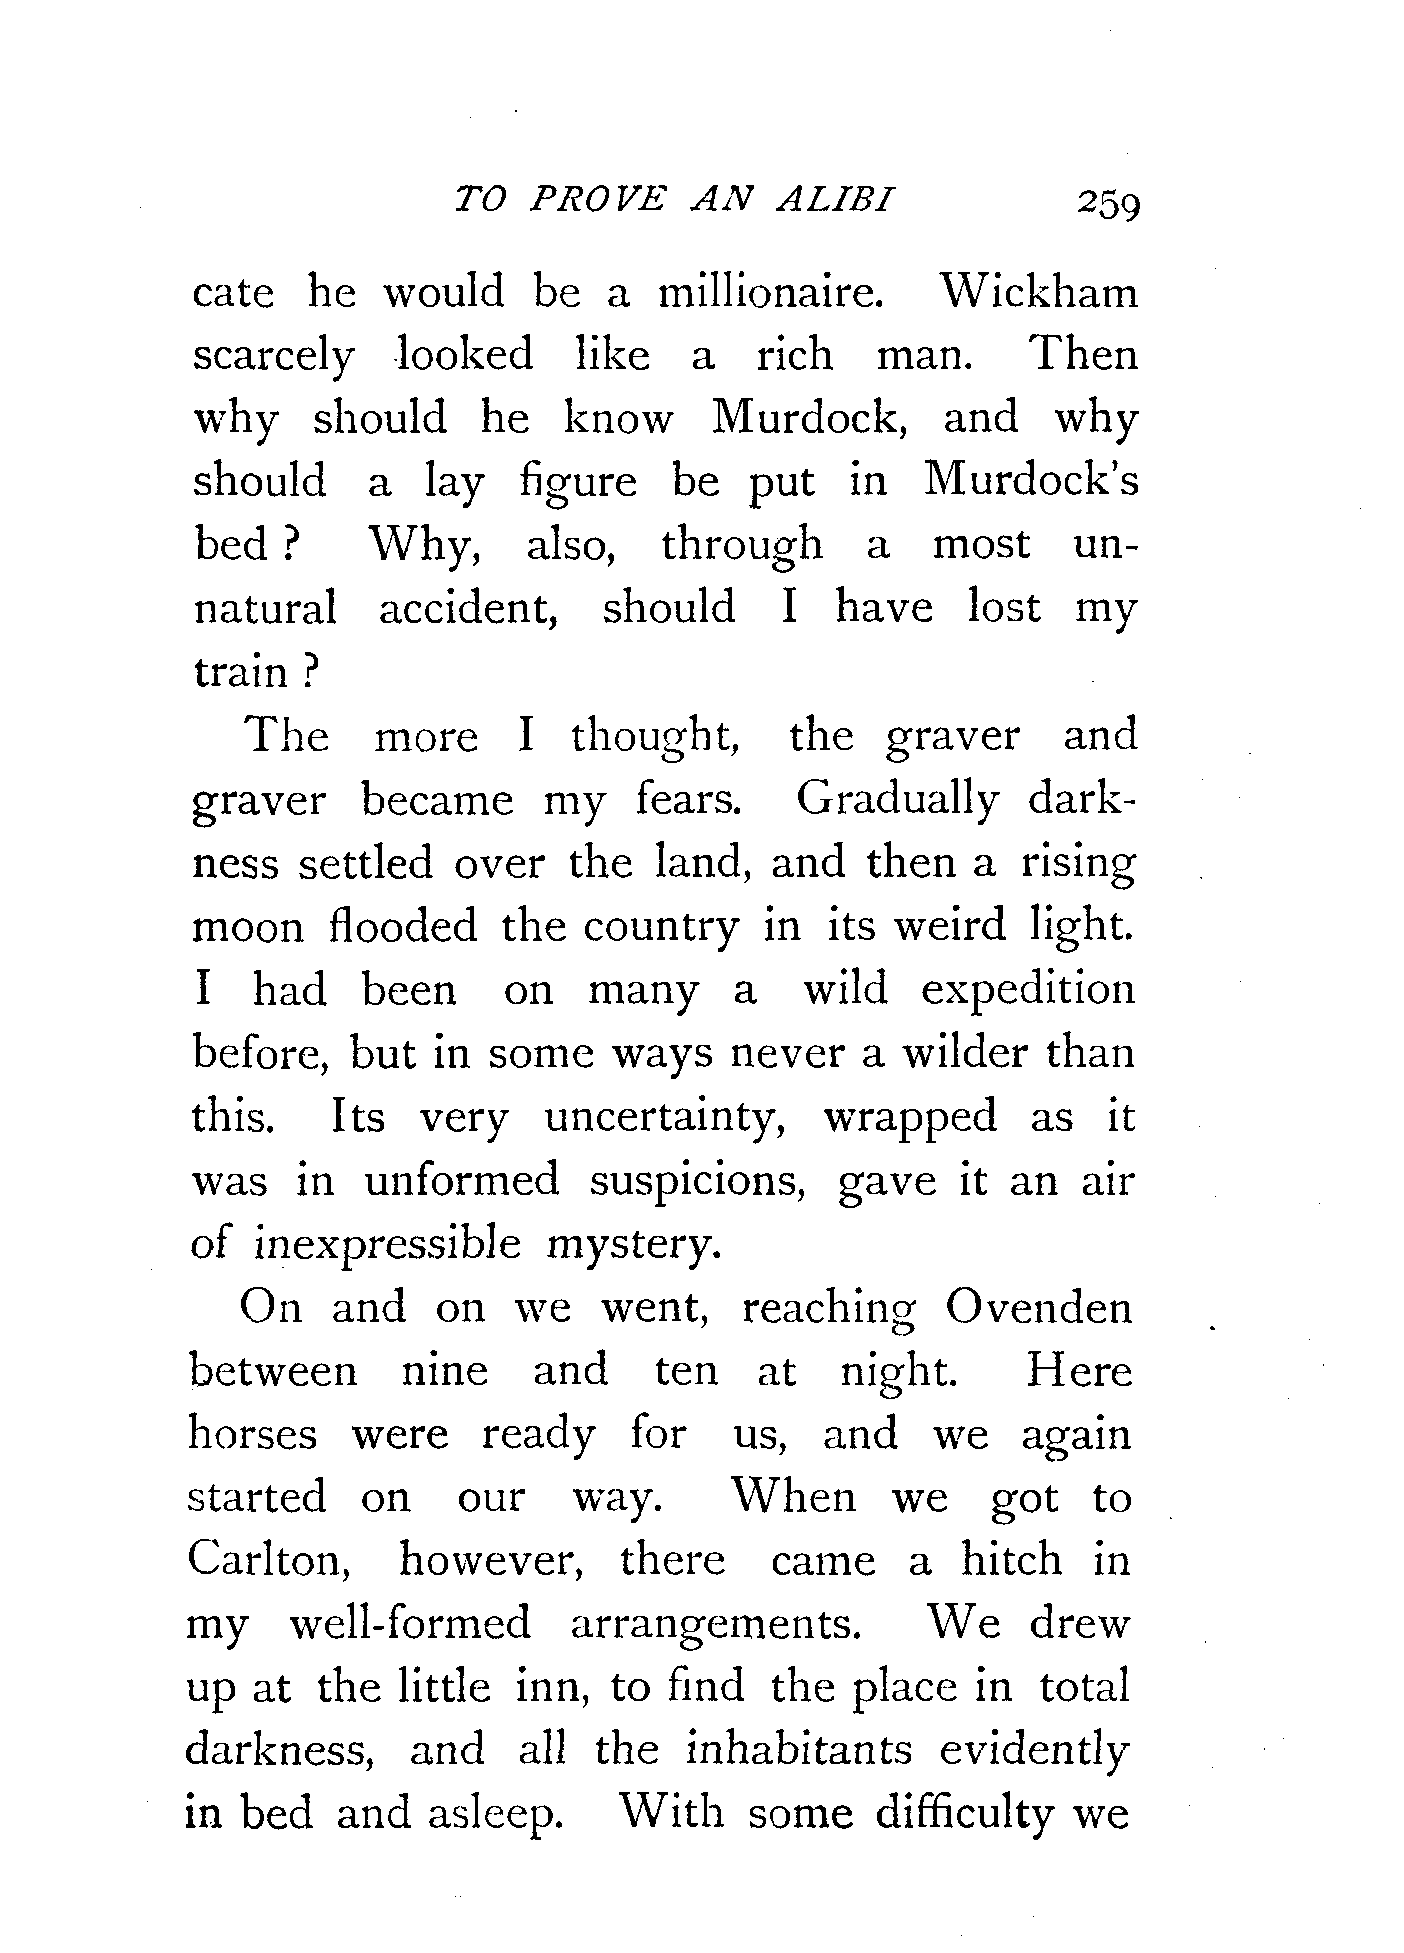 TO PROVE AN ALIBI 259
cate he would be a millionaire. Wickham
scarcely looked like a rich man. Then
why should he know Murdock, and why
should a lay figure be put in Murdock's
bed ? Why, also, through a most un-
natural accident, should I have lost my
train ?
The more I thought, the graver and
graver became my fears. Gradually dark-
ness settled over the land, and then a rising
moon flooded the country in its weird light.
I had been on many a wild expedition
before, but in some ways never a wilder than
this. Its very uncertainty, wrapped as it
was in unformed suspicions, gave it an air
of inexpressible mystery.
On and on we went, reaching Ovenden
between nine and ten at night. Here
horses were ready for us, and we again
started on our way. When we got to
Carlton, however, there came a hitch in
my well-formed arrangements. We drew
up at the little inn, to find the place in total
darkness, and all the inhabitants evidently
in bed and asleep. With some difficulty we